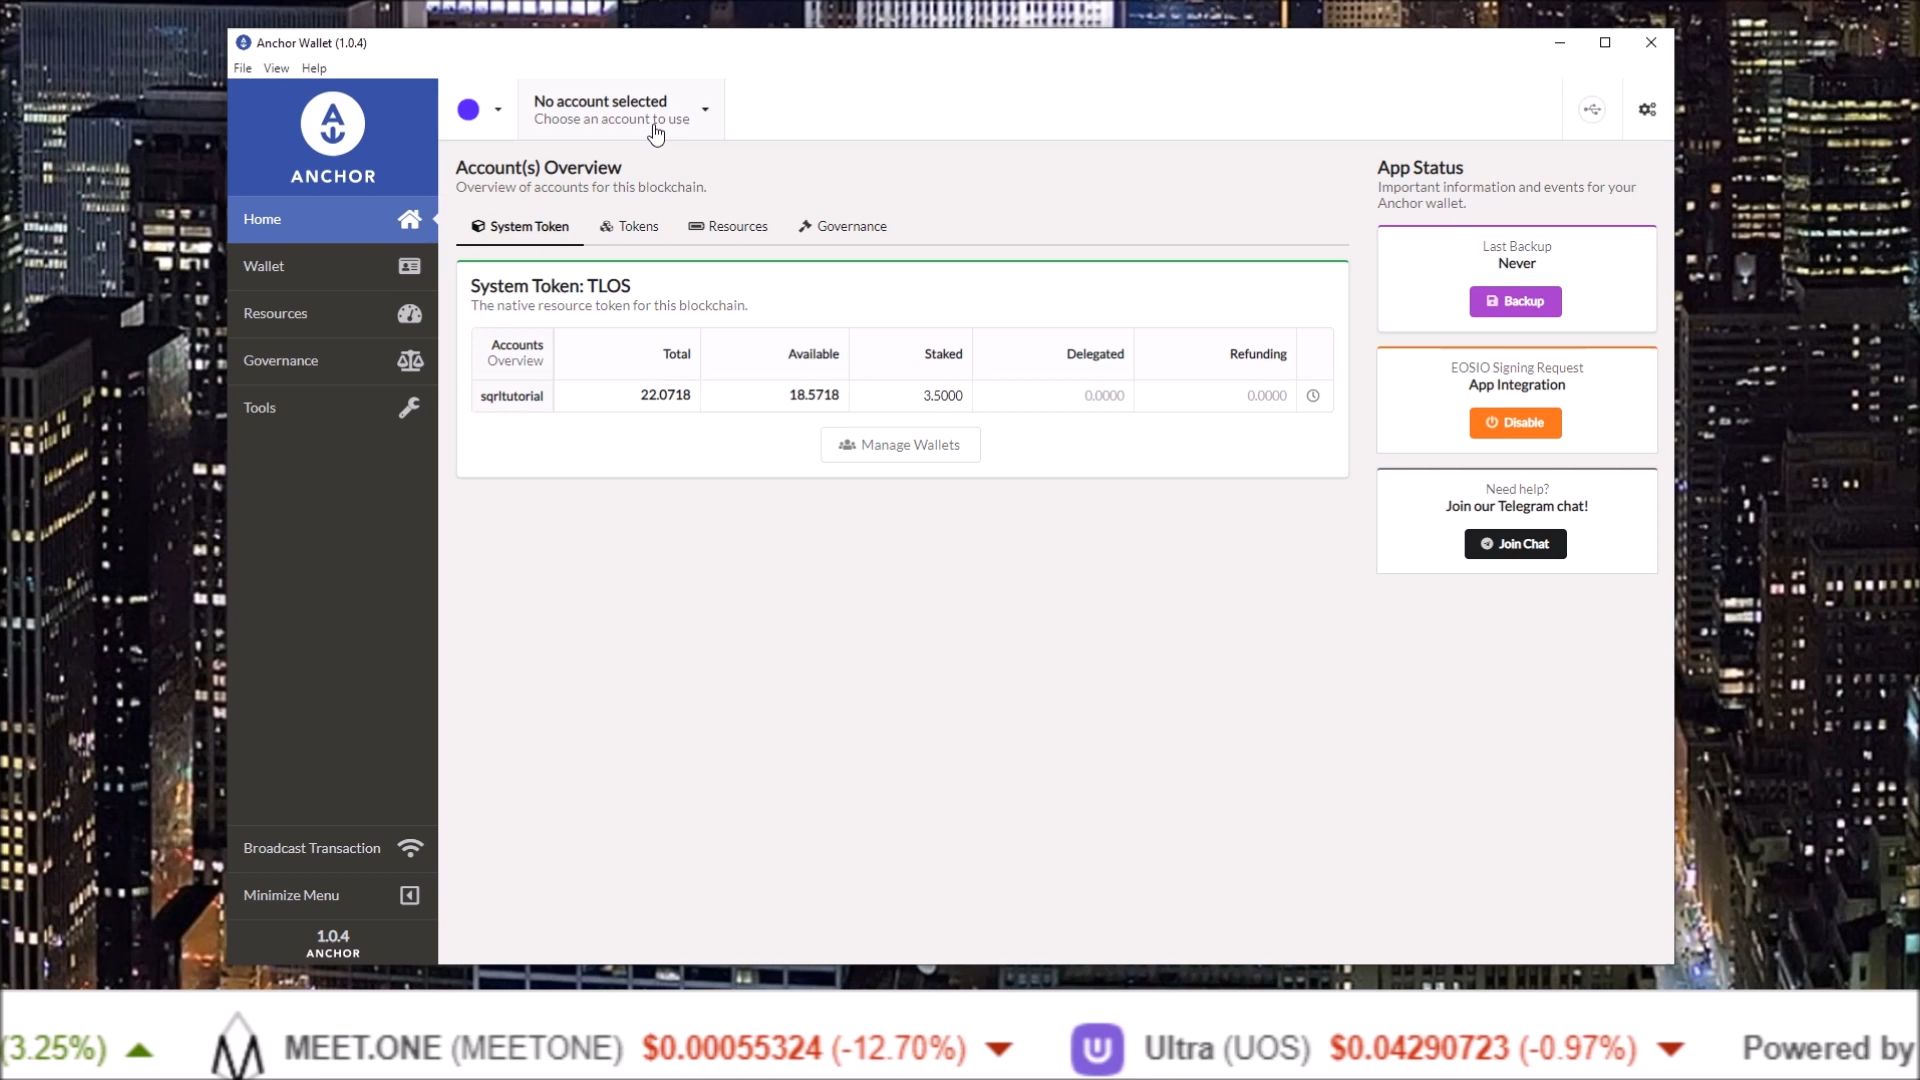 Anchor Wallet (1.0.4)
File View Help
ANCHOR
Home
Wallet
Resources
Governance
Tools
Broadcast Transaction
Minimize Menu
1.0.4
ANCHOR
No account selected
Choose an account to use
Account(s) Overview
Overview of accounts for this blockchain.
System Token Tokens Resources Governance
System Token: TLOS
The native resource token for this blockchain.
Accounts
Overview
Total Available Staked Delegated Refunding
sqrltutorial 22.0718 18.5718 3.5000 0.0000 0.0000
Manage Wallets
App Status
Important information and events for your
Anchor wallet.
Last Backup
Never
Backup
EOSIO Signing Request
App Integration
Disable
Need help?
Join our Telegram chat!
Join Chat
(3.25%) MEET.ONE (MEETONE) $0.00055324 (-12.70%) Ultra (UOS) $0.04290723 (-0.97%) Powered by